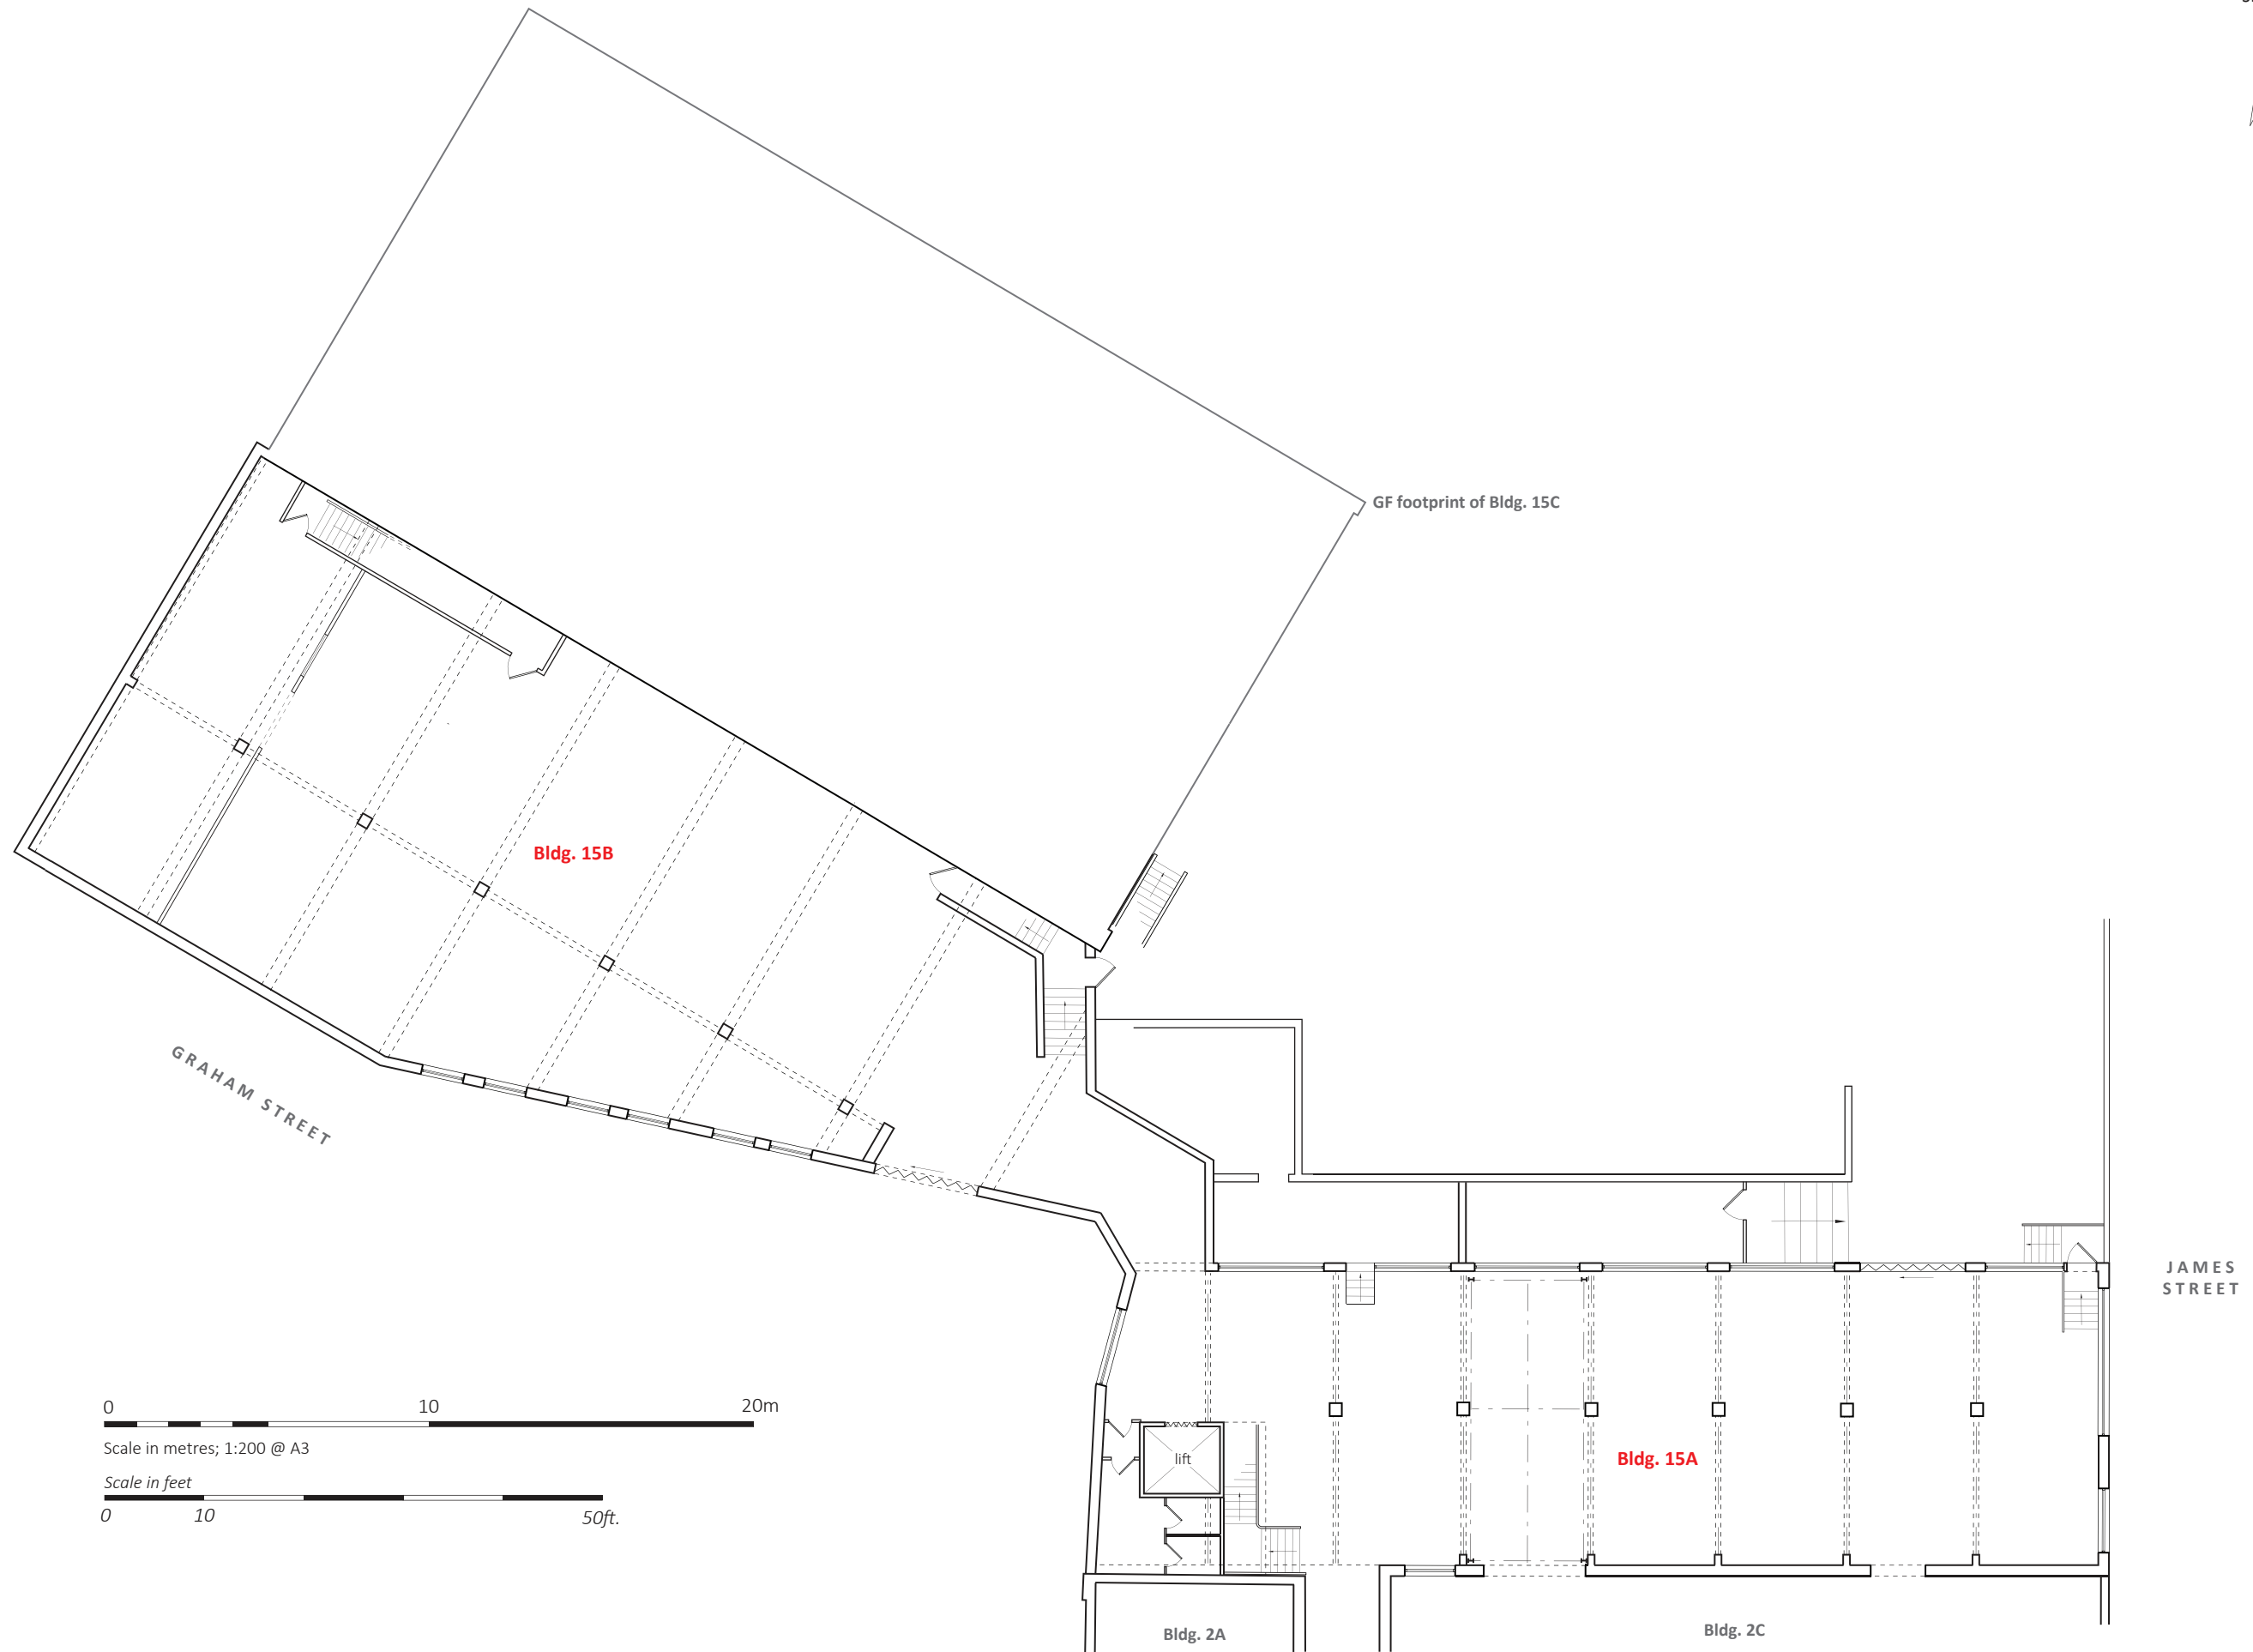 GF footprint of Bldg. 15C
Bldg. 15B
GRAHAM STREET
JAMES
STREET
0 10 20m
Scale in metres; 1:200 @ A3
lift
Bldg. 15A
Scale in feet
0 10 50ft.
Bldg. 2A
Bldg. 2C